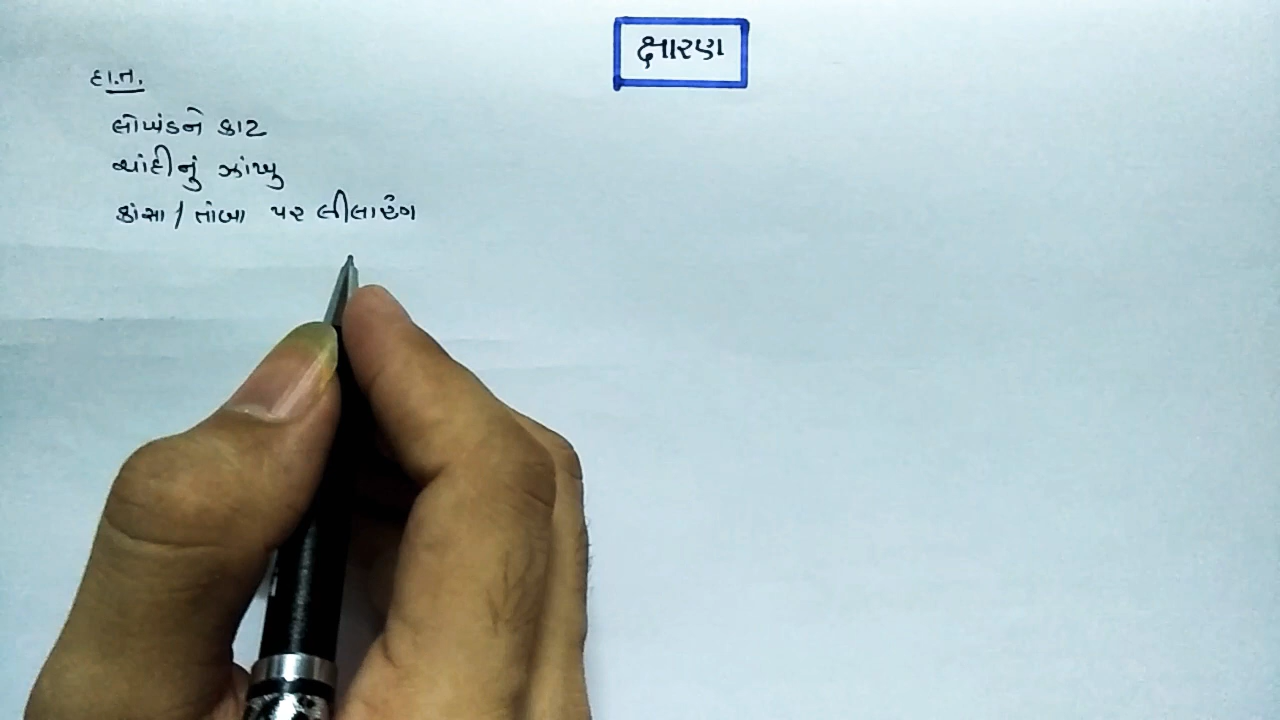 ક્ષારણ
દા.ત.
લોખંડને કાટ
ચાંદીનું ઝાંખુ
કાંસા / તાંબા પર લીલારંગ